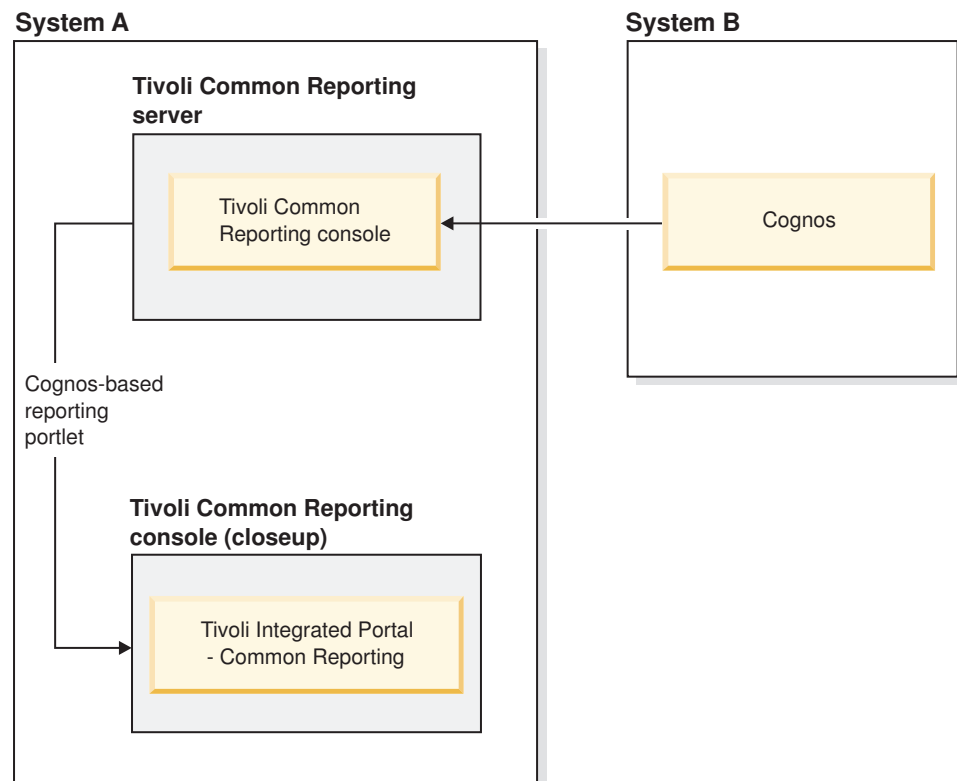 System A
System B
Tivoli Common Reporting
server
Tivoli Common
Reporting console
Cognos
Cognos-based
reporting
portlet
Tivoli Common Reporting
console (closeup)
Tivoli Integrated Portal
- Common Reporting